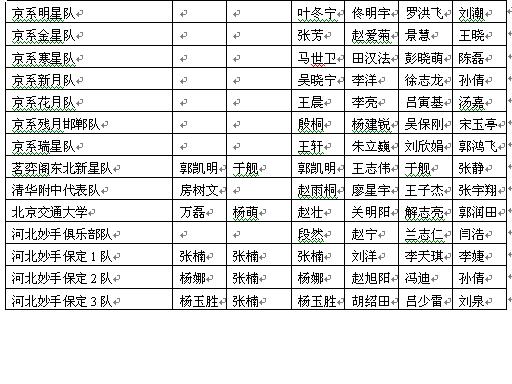 京系明星队 叶冬宁 佟明宇 罗洪飞 刘潮
京系金星队 张芳 赵爱菊 景慧 王晓
京系寒星队 马世卫 田汉法 彭晓萌 陈磊
京系新月队 吴晓宁 李洋 徐志龙 孙倩
京系花月队 王晨 李亮 吕寅基 汤嘉
京系残月邯郸队 殷桐 杨建锐 吴保刚 宋玉亭
京系瑞星队 王轩 朱立巍 刘欣娟 郭鸿飞
茗弈阁东北新星队 郭凯明 于舰 郭凯明 王志伟 于舰 张静
清华附中代表队 房树文 赵雨桐 廖星宇 王子杰 张宇翔
北京交通大学 万磊 杨萌 赵壮 关明阳 解志亮 郭润田
河北妙手俱乐部队 段然 赵宁 兰志仁 闫浩
河北妙手保定 1 队 张楠 张楠 张楠 刘洋 李天琪 李婕
河北妙手保定 2 队 杨娜 张楠 杨娜 赵旭阳 冯迪 孙倩
河北妙手保定 3 队 杨玉胜 张楠 杨玉胜 胡绍田 吕少雷 刘泉